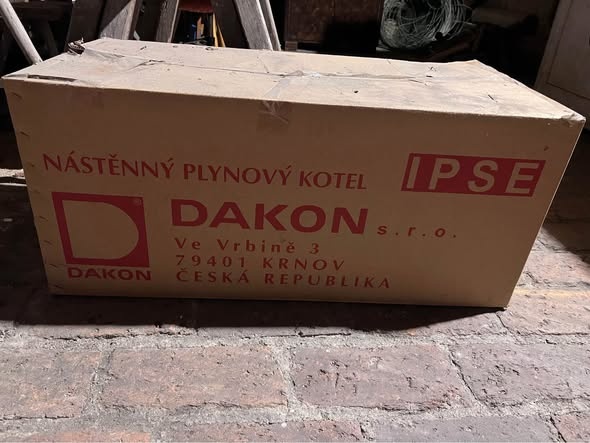 NÁSTĚNNÝ PLYNOVÝ KOTEL
IPSE
®
DAKON
DAKON s.r.o.
Ve Vrbině 3
79401 KRNOV
ČESKÁ REPUBLIKA